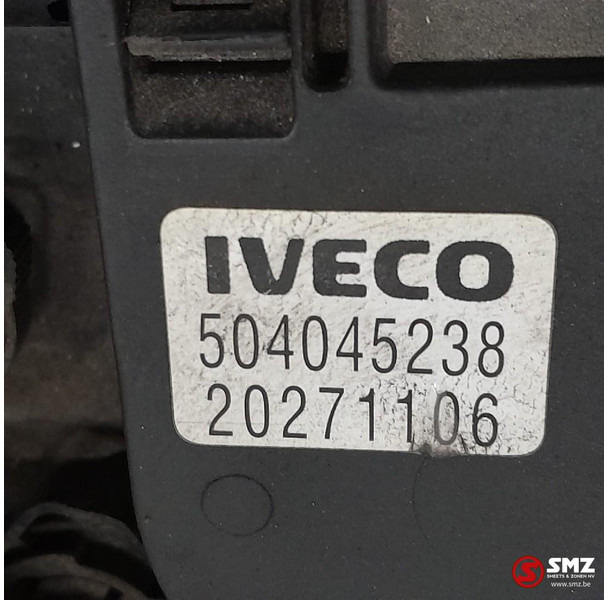 IVECO
504045238
20271106
SMZ
SMEETS & ZONEN NV
www.smz.be